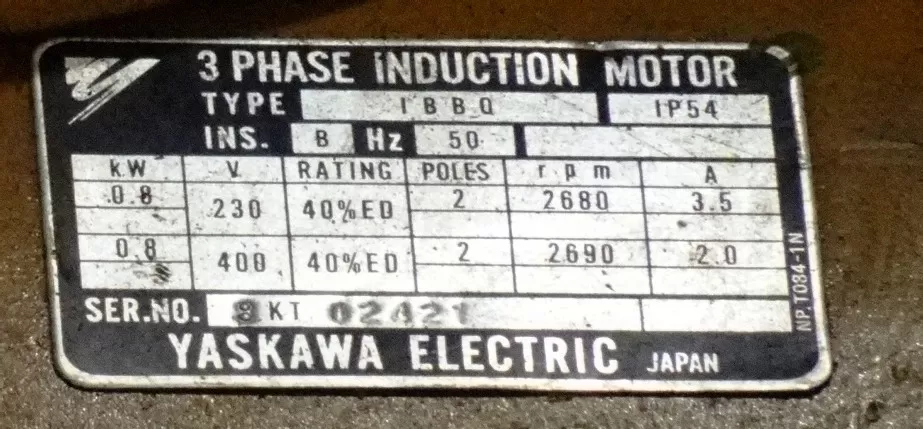 3 PHASE INDUCTION MOTOR
TYPE IBBQ IP54
INS. B Hz 50
kW V RATING POLES rpm A
0.8 230 40%ED 2 2680 3.5
0.8 400 40%ED 2 2690 2.0
SER.NO. KT 02421
YASKAWA ELECTRIC JAPAN
NP,T084-1N